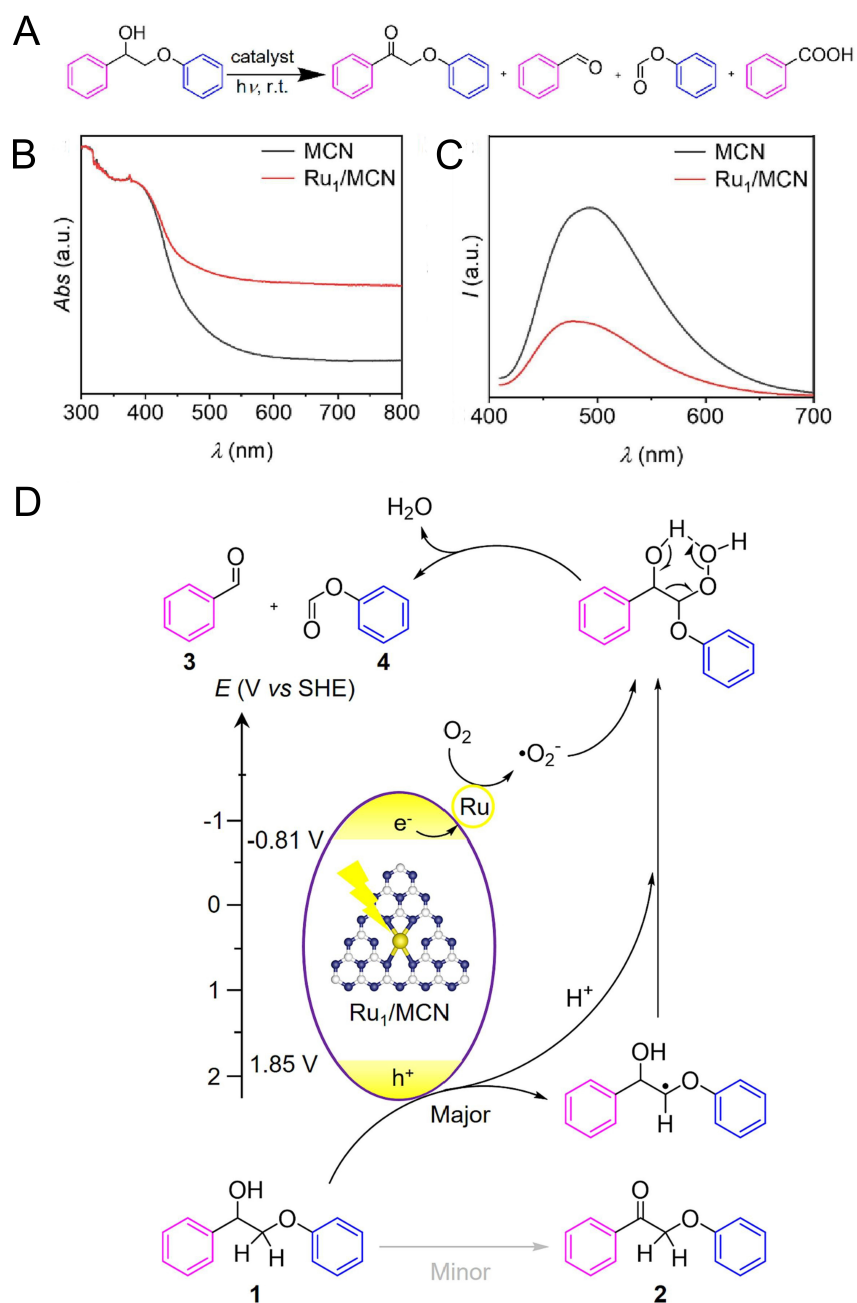 A
OH
O
catalyst
hν, r.t.
O
O
+
O
+
O
O
+
COOH
B
MCN
Ru₁/MCN
Abs (a.u.)
300 400 500 600 700 800
λ (nm)
C
MCN
Ru₁/MCN
I (a.u.)
400 500 600 700
λ (nm)
D
H₂O
O
3
+
O
O
4
H
O
O
H
O
O
E (V vs SHE)
-1
-0.81 V
0
1
1.85 V
2
O₂
•O₂⁻
Ru
e⁻
Ru₁/MCN
h⁺
H⁺
Major
OH
O
H
OH
O
H H
1
Minor
O
O
H H
2